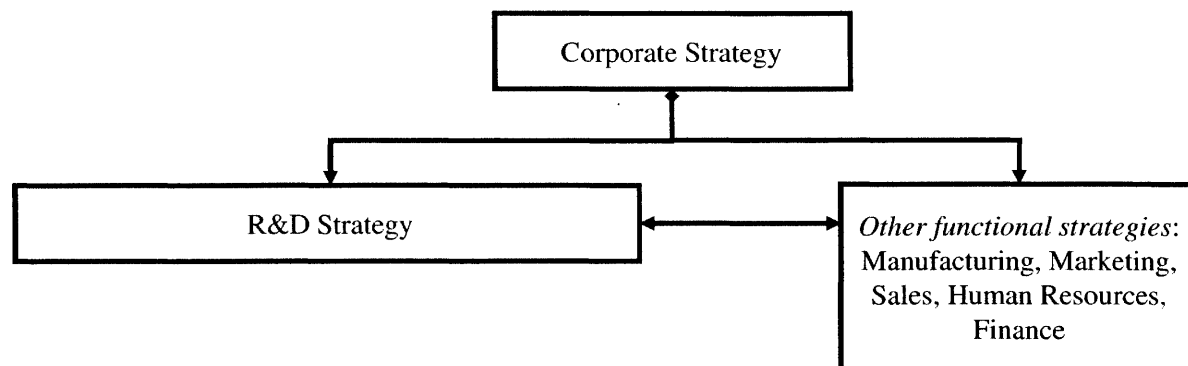 Corporate Strategy
R&D Strategy
Other functional strategies:
Manufacturing, Marketing,
Sales, Human Resources,
Finance